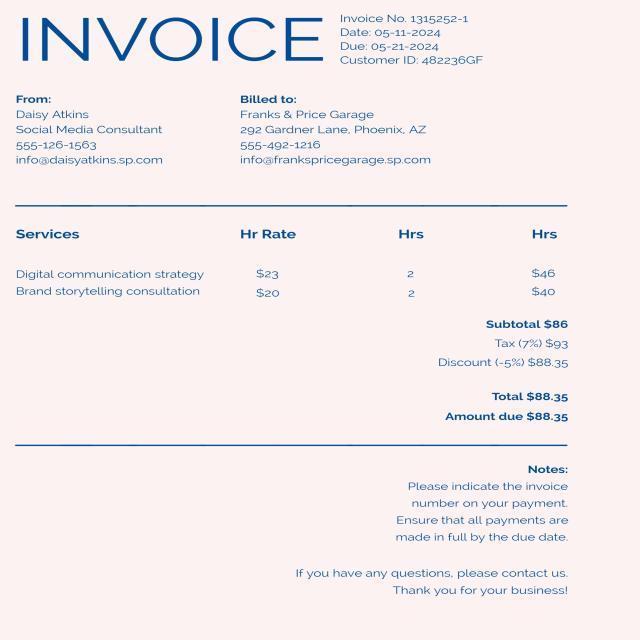 INVOICE
Invoice No. 1315252-1
Date: 05-11-2024
Due: 05-21-2024
Customer ID: 482236GF
From:
Daisy Atkins
Social Media Consultant
555-126-1563
info@daisyatkins.sp.com
Billed to:
Franks & Price Garage
292 Gardner Lane, Phoenix, AZ
555-492-1216
info@frankspricegarage.sp.com
Services Hr Rate Hrs Hrs
Digital communication strategy $23 2 $46
Brand storytelling consultation $20 2 $40
Subtotal $86
Tax (7%) $93
Discount (-5%) $88.35
Total $88.35
Amount due $88.35
Notes:
Please indicate the invoice
number on your payment.
Ensure that all payments are
made in full by the due date.
If you have any questions, please contact us.
Thank you for your business!